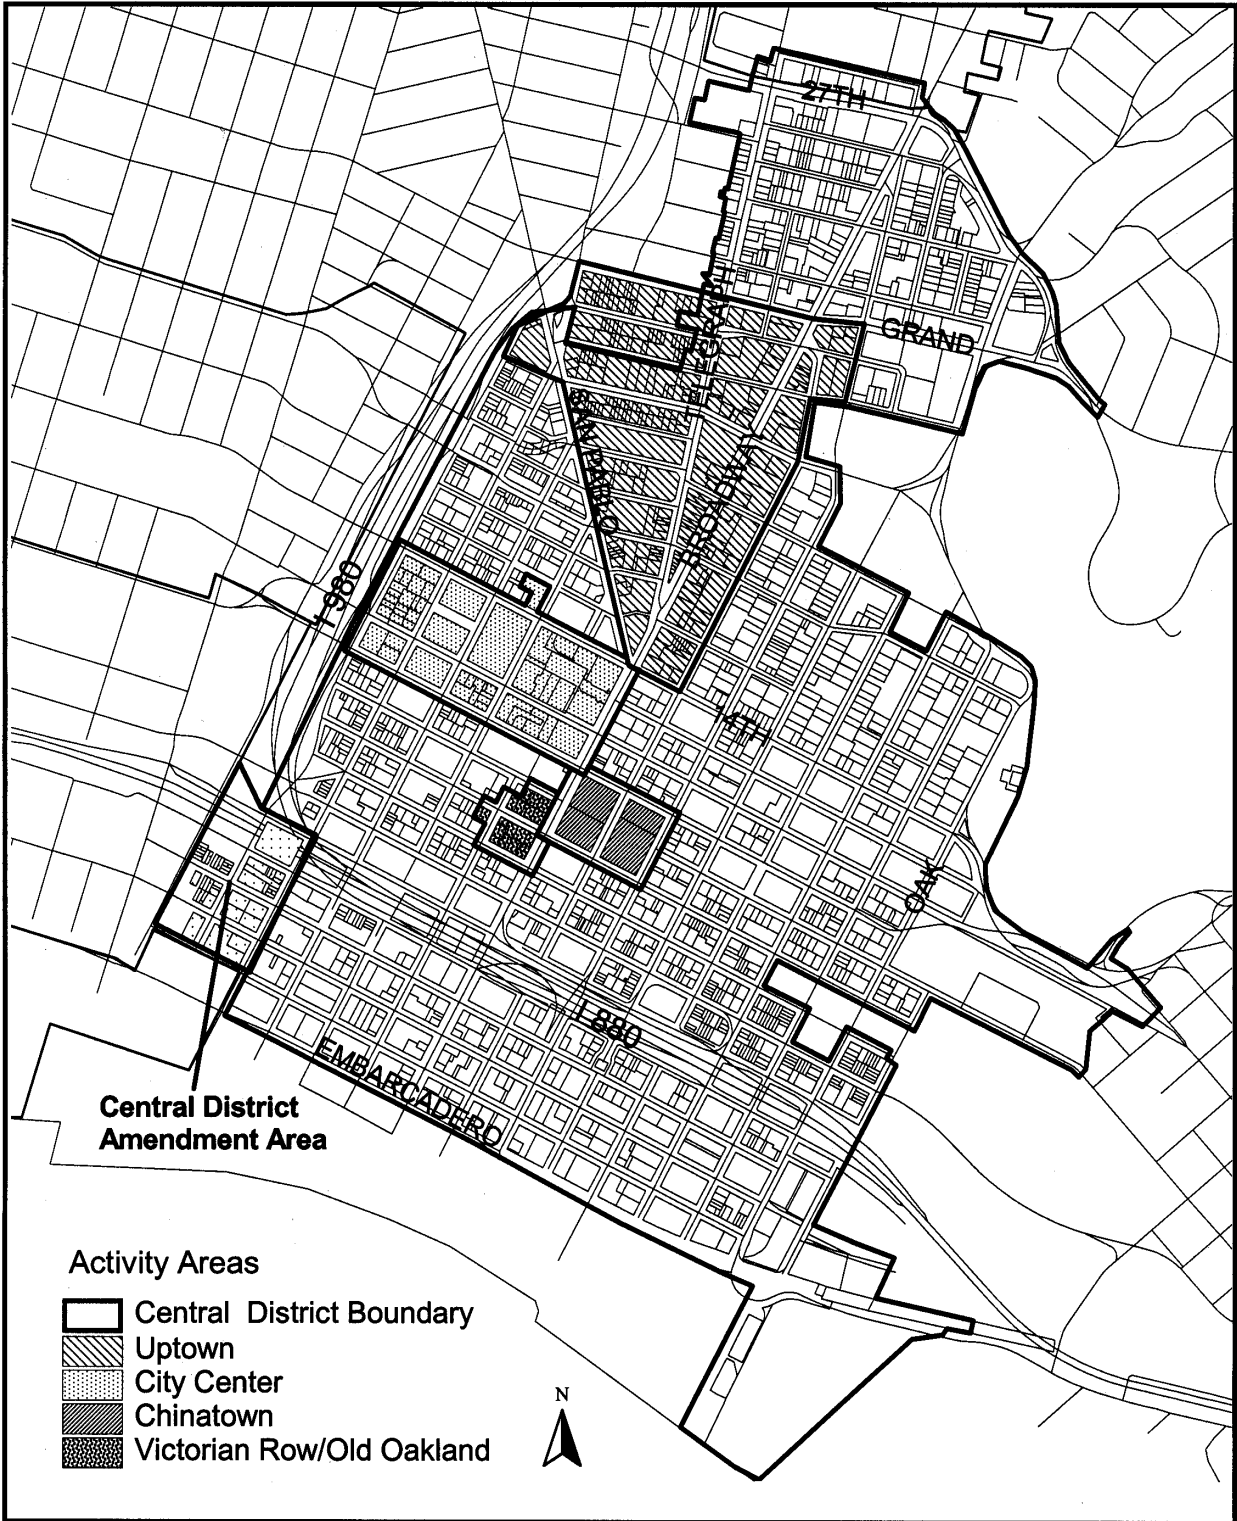 27TH
TELEGRAPH
GRAND
SAN PABLO
BROADWAY
I-980
14TH
OAK
I 880
EMBARCADERO
Central District
Amendment Area
Activity Areas
Central District Boundary
Uptown
City Center
Chinatown
Victorian Row/Old Oakland
N